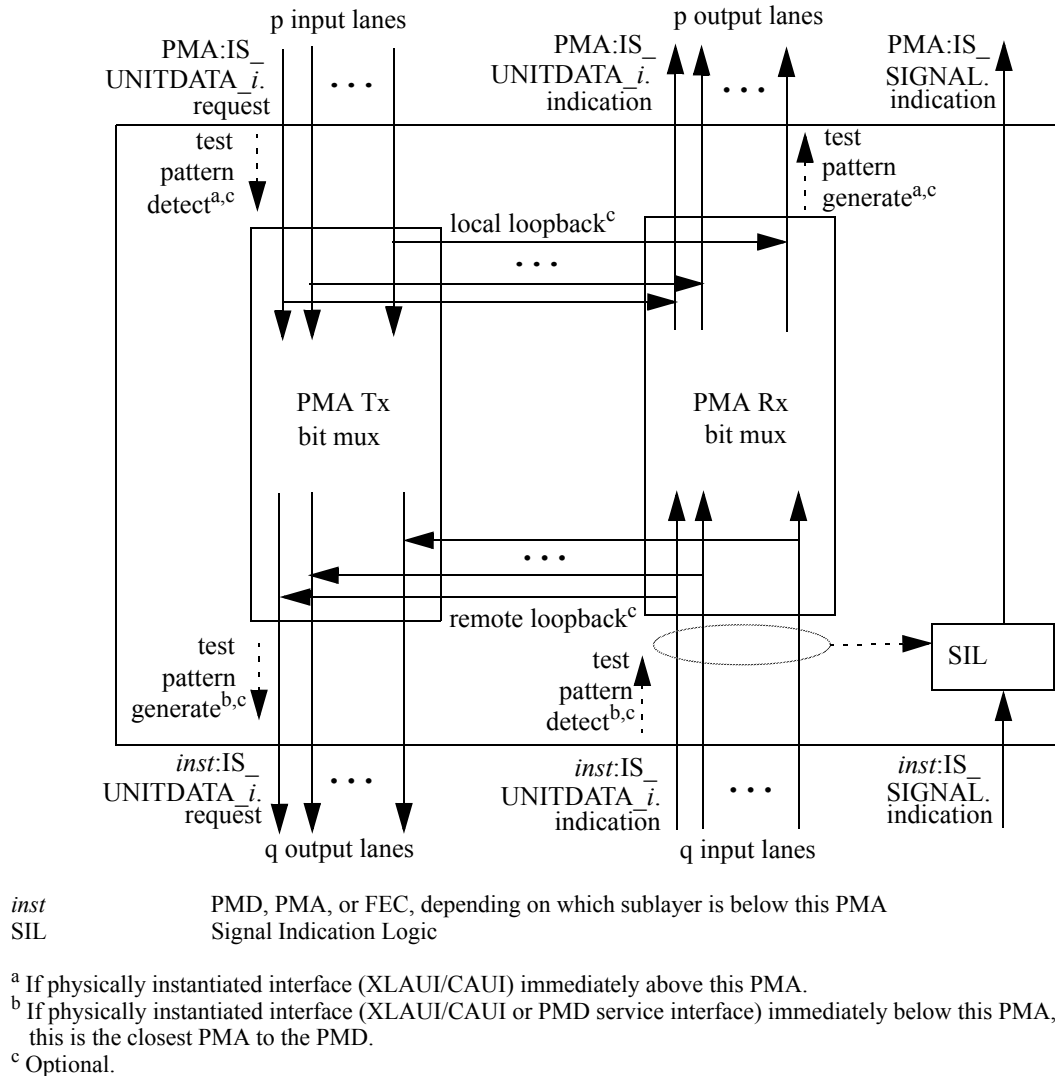 p input lanes
p output lanes
PMA:IS_
UNITDATA_i.
request
PMA:IS_
UNITDATA_i.
indication
PMA:IS_
SIGNAL.
indication
test
pattern
detect^a,c
test
pattern
generate^a,c
local loopback^c
PMA Tx
bit mux
PMA Rx
bit mux
remote loopback^c
test
pattern
generate^b,c
test
pattern
detect^b,c
SIL
inst:IS_
UNITDATA_i.
request
inst:IS_
UNITDATA_i.
indication
inst:IS_
SIGNAL.
indication
q output lanes
q input lanes
inst PMD, PMA, or FEC, depending on which sublayer is below this PMA
SIL Signal Indication Logic
a If physically instantiated interface (XLAUI/CAUI) immediately above this PMA.
b If physically instantiated interface (XLAUI/CAUI or PMD service interface) immediately below this PMA,
this is the closest PMA to the PMD.
c Optional.